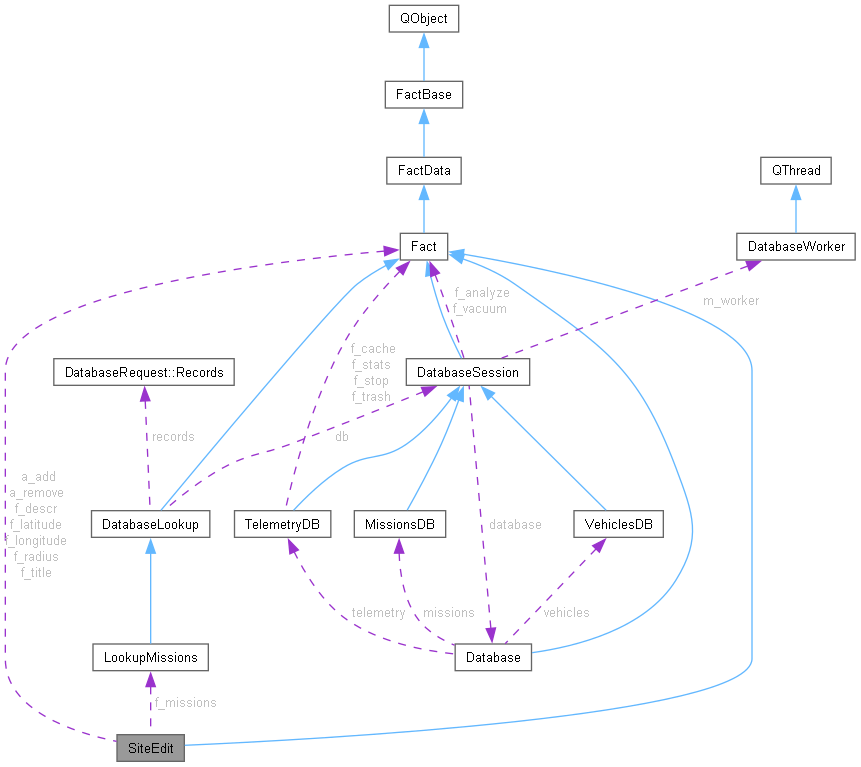 QObject
FactBase
FactData
QThread
Fact
DatabaseWorker
f_analyze
f_vacuum
m_worker
f_cache
f_stats
f_stop
f_trash
DatabaseRequest::Records
DatabaseSession
records
db
a_add
a_remove
f_descr
f_latitude
f_longitude
f_radius
f_title
DatabaseLookup
TelemetryDB
MissionsDB
VehiclesDB
database
telemetry
missions
vehicles
LookupMissions
Database
f_missions
SiteEdit